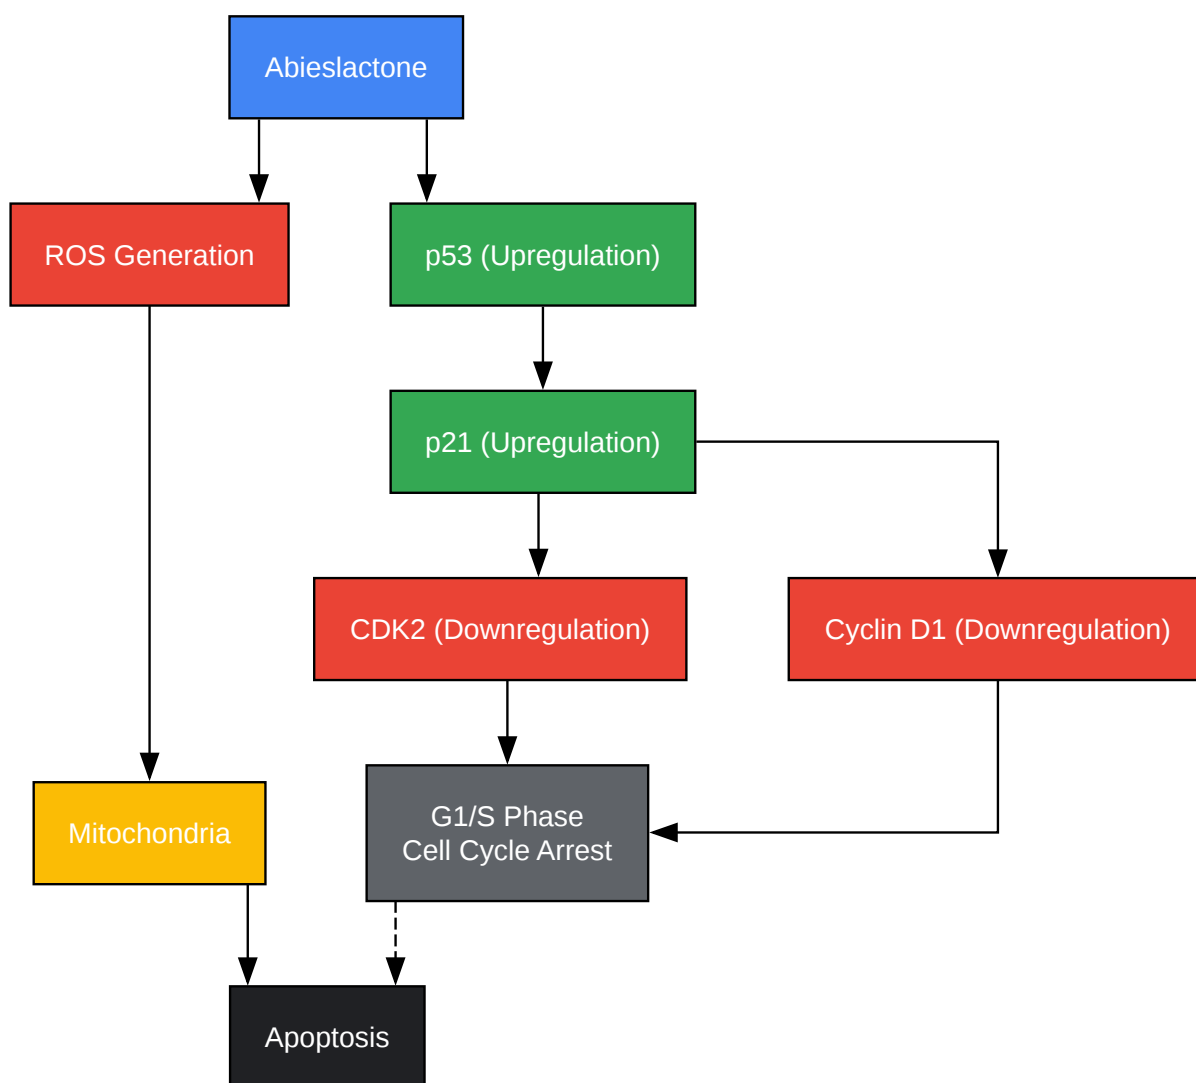 Abieslactone
ROS Generation
p53 (Upregulation)
p21 (Upregulation)
CDK2 (Downregulation)
Cyclin D1 (Downregulation)
G1/S Phase
Cell Cycle Arrest
Mitochondria
Apoptosis